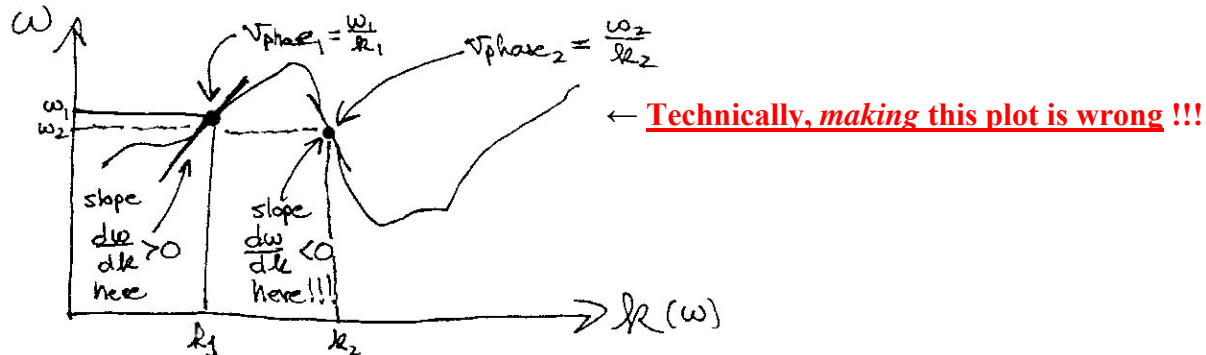 ω
v_phase₁ = ω₁/k₁
v_phase₂ = ω₂/k₂
ω₁
ω₂
← Technically, making this plot is wrong !!!
slope
dω/dk >0
here
slope
dω/dk <0
here!!!
k₁
k₂
k(ω)